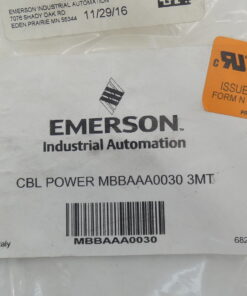 EMERSON INDUSTRIAL AUTOMATION
7078 SHADY OAK RD
EDEN PRAIRIE MN 55344
11/29/16
ISSUE
FORM N
EMERSON
Industrial Automation
CBL POWER MBBAAA0030 3MT
MBBAAA0030
682